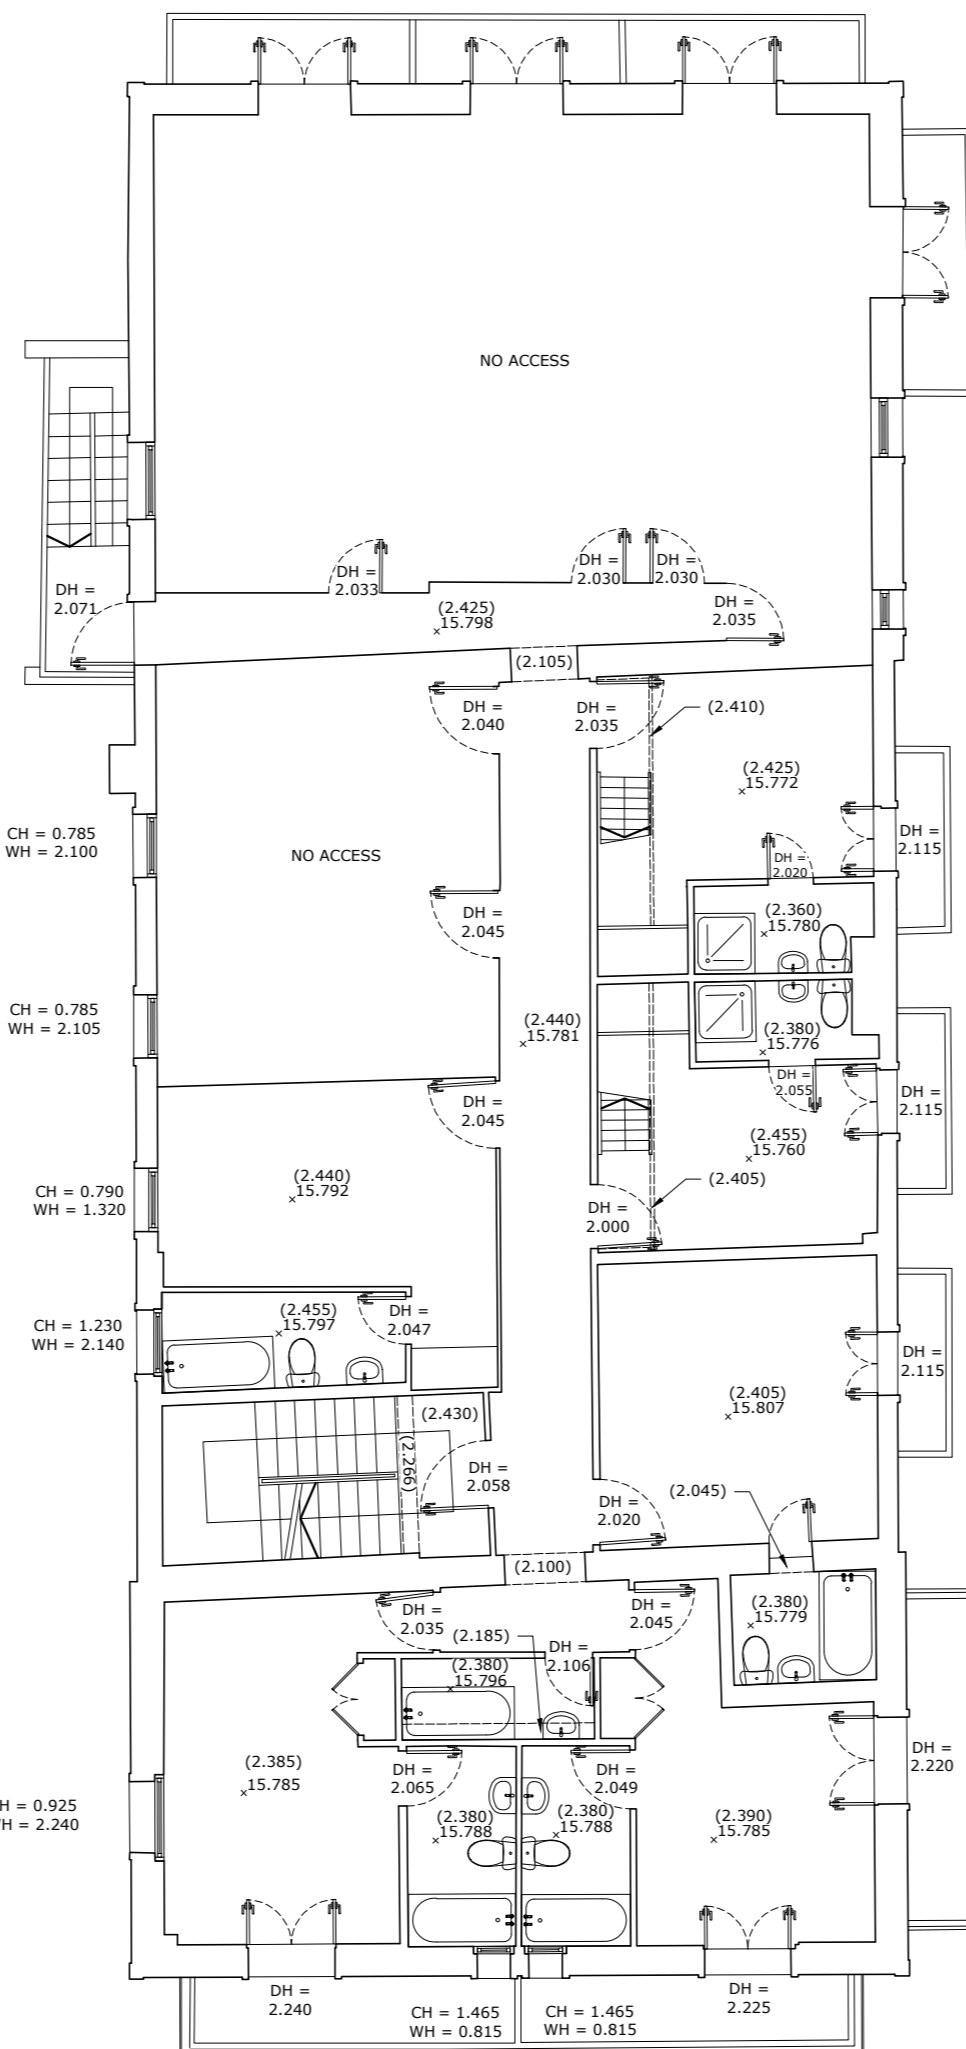 NO ACCESS
DH =
2.071
DH =
2.033
DH =
2.030
DH =
2.030
DH =
2.035
(2.425)
15.798
(2.105)
DH =
2.040
DH =
2.035
(2.410)
(2.425)
15.772
CH = 0.785
WH = 2.100
NO ACCESS
DH =
2.115
DH =
2.020
DH =
2.045
(2.360)
15.780
CH = 0.785
WH = 2.105
(2.440)
15.781
(2.380)
15.776
DH =
2.055
DH =
2.115
DH =
2.045
(2.455)
15.760
(2.440)
15.792
CH = 0.790
WH = 1.320
(2.405)
DH =
2.000
(2.455)
15.797
DH =
2.047
CH = 1.230
WH = 2.140
DH =
2.115
(2.405)
15.807
(2.430)
(2.266)
DH =
2.058
(2.045)
DH =
2.020
(2.100)
DH =
2.035
DH =
2.045
(2.380)
15.779
(2.185)
DH =
2.106
(2.380)
15.796
(2.385)
15.785
DH =
2.065
DH =
2.049
DH =
2.220
H = 0.925
WH = 2.240
(2.380)
15.788
(2.380)
15.788
(2.390)
15.785
DH =
2.240
CH = 1.465
WH = 0.815
CH = 1.465
WH = 0.815
DH =
2.225